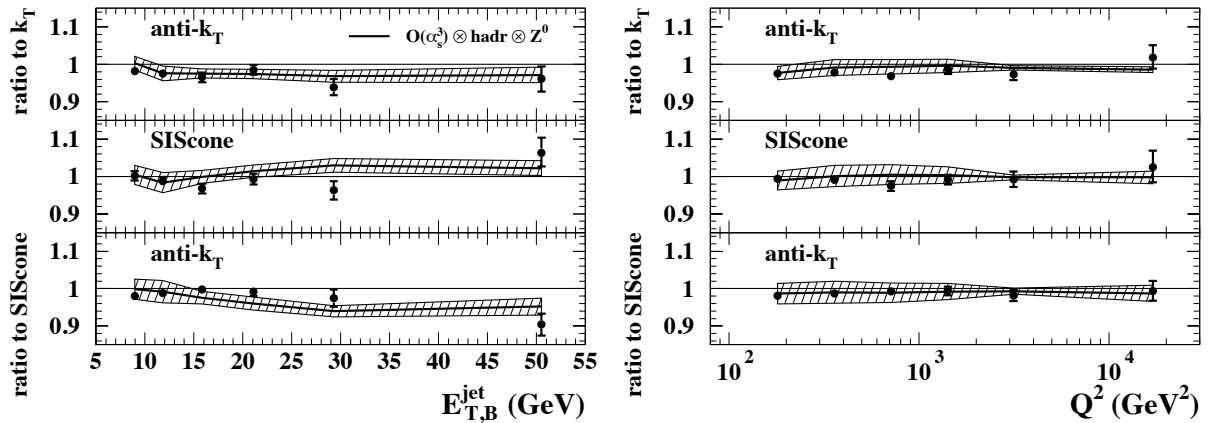 ratio to k_T
1.1
1
0.9
anti-k_T
O(α_s^3) ⊗ hadr ⊗ Z^0
1.1
1
0.9
SIScone
ratio to SIScone
1.1
1
0.9
anti-k_T
5 10 15 20 25 30 35 40 45 50 55
E_{T,B}^{jet} (GeV)
ratio to k_T
1.1
1
0.9
anti-k_T
1.1
1
0.9
SIScone
ratio to SIScone
1.1
1
0.9
anti-k_T
10^2 10^3 10^4
Q^2 (GeV^2)